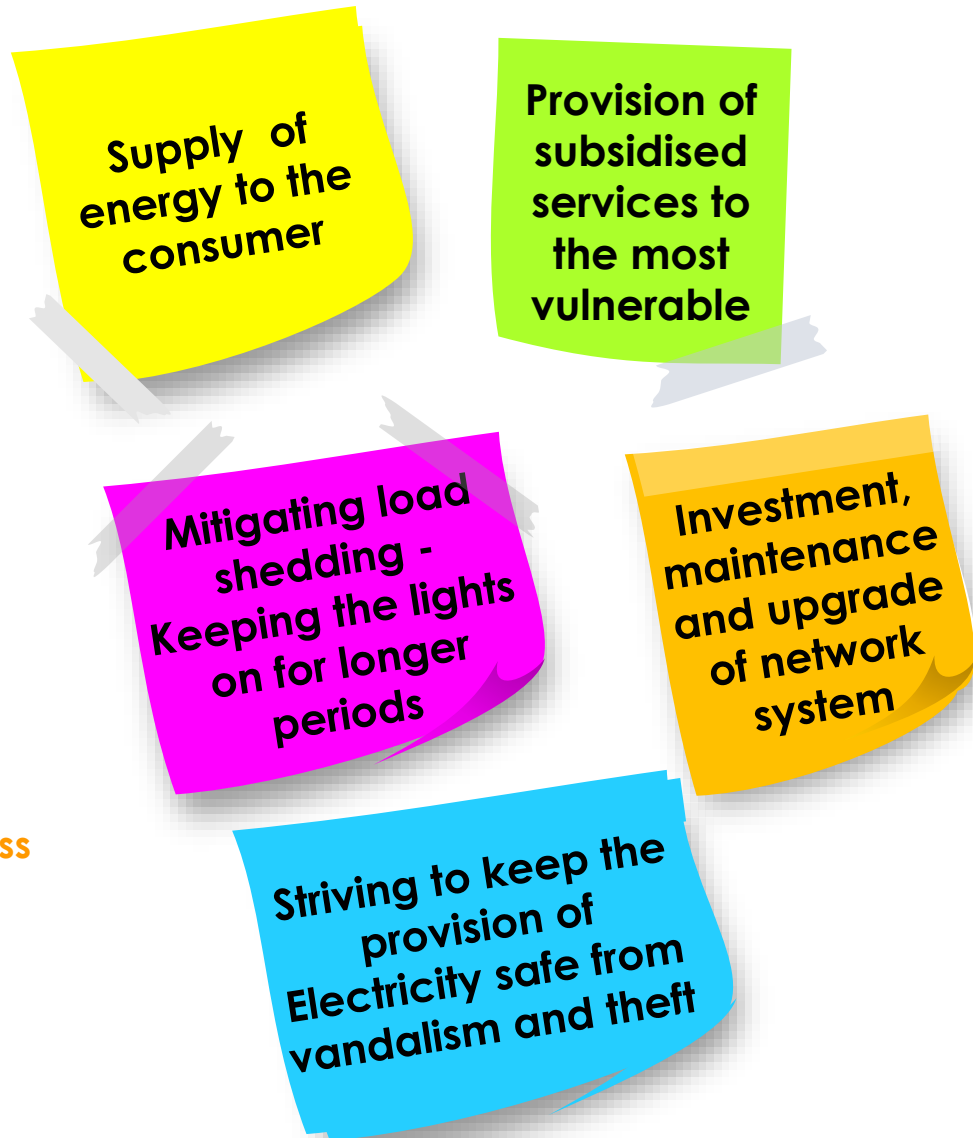 Supply of
energy to the
consumer
Provision of
subsidised
services to
the most
vulnerable
Mitigating load
shedding -
Keeping the lights
on for longer
periods
Investment,
maintenance
and upgrade
of network
system
ss
Striving to keep the
provision of
Electricity safe from
vandalism and theft